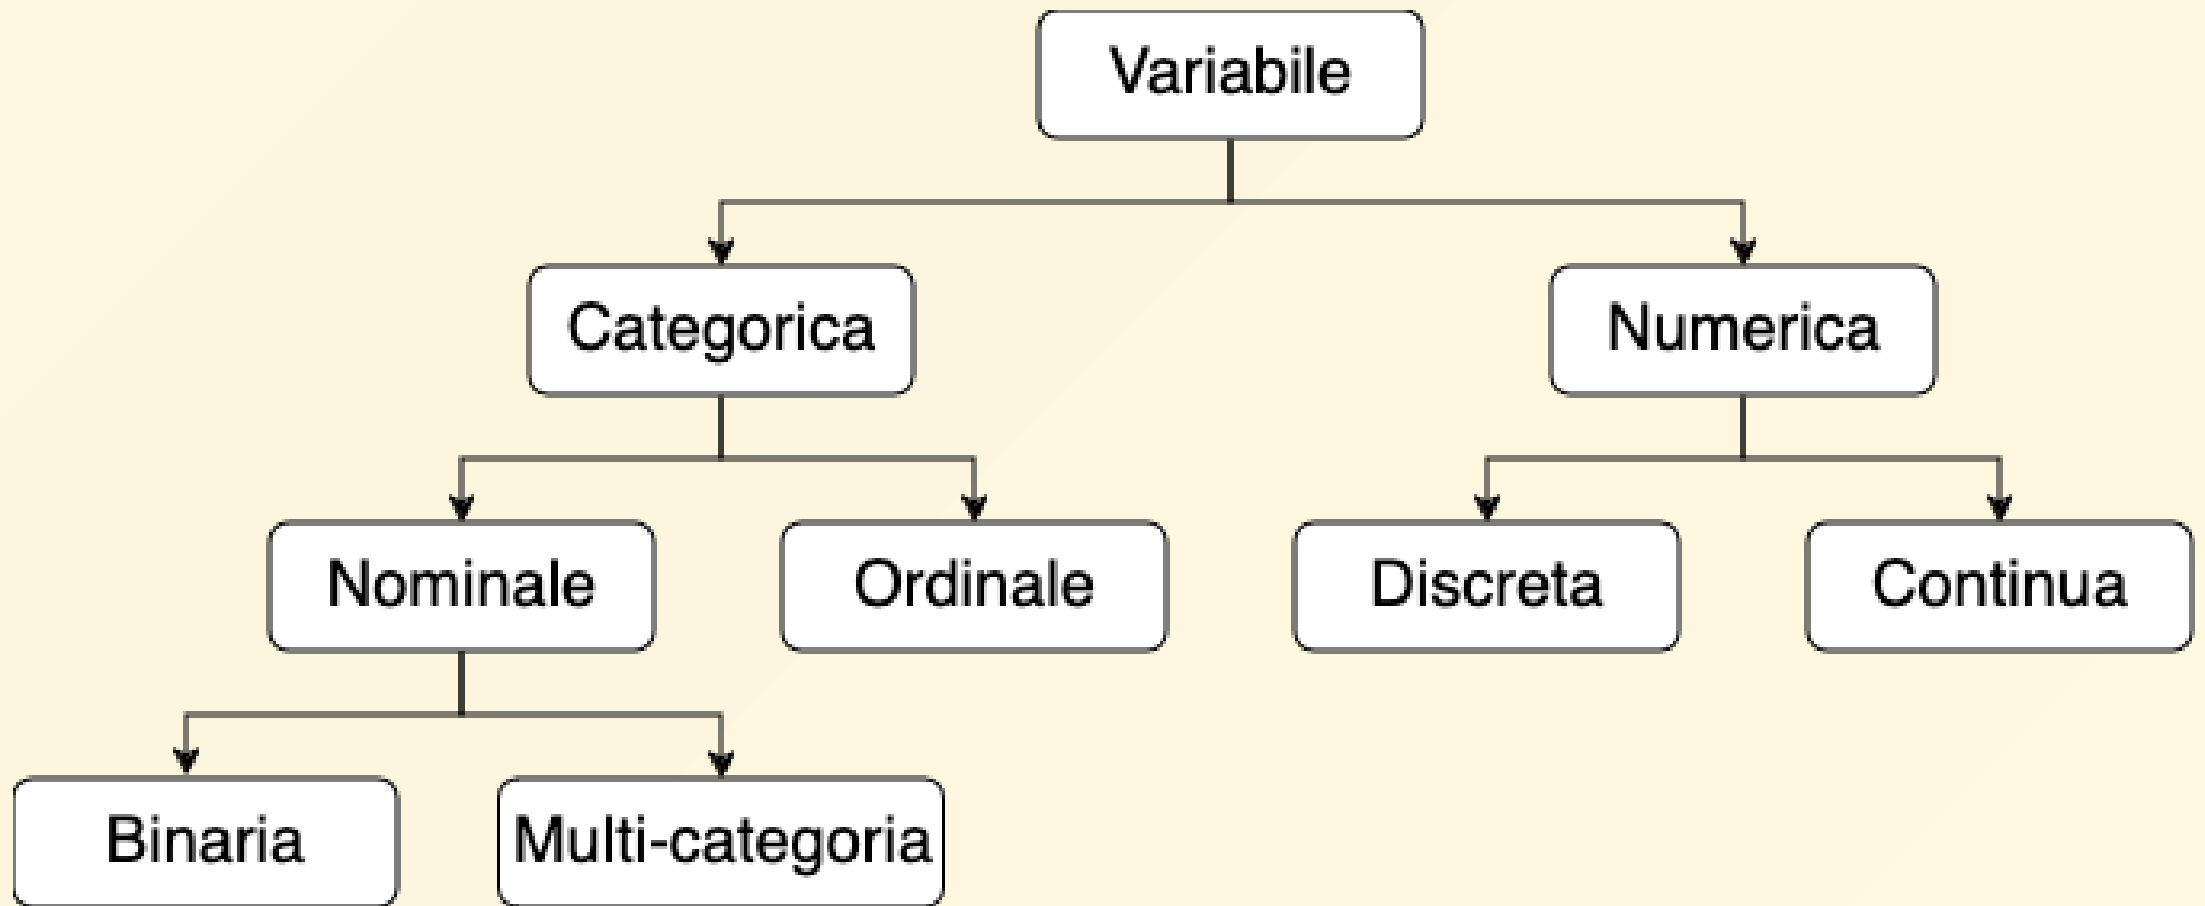 Variabile
Categorica
Numerica
Nominale
Ordinale
Discreta
Continua
Binaria
Multi-categoria